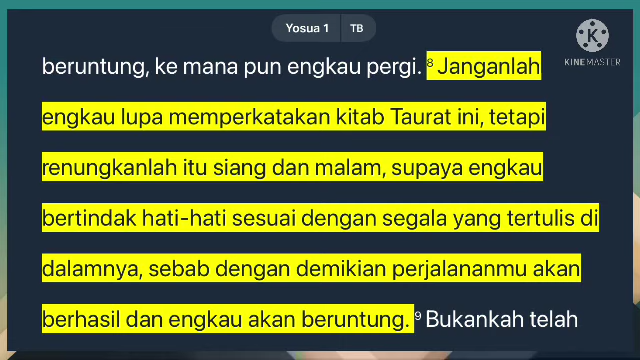 Yosua 1 TB
KINEMASTER
beruntung, ke mana pun engkau pergi. 8 Janganlah
engkau lupa memperkatakan kitab Taurat ini, tetapi
renungkanlah itu siang dan malam, supaya engkau
bertindak hati-hati sesuai dengan segala yang tertulis di
dalamnya, sebab dengan demikian perjalananmu akan
berhasil dan engkau akan beruntung. 9 Bukankah telah